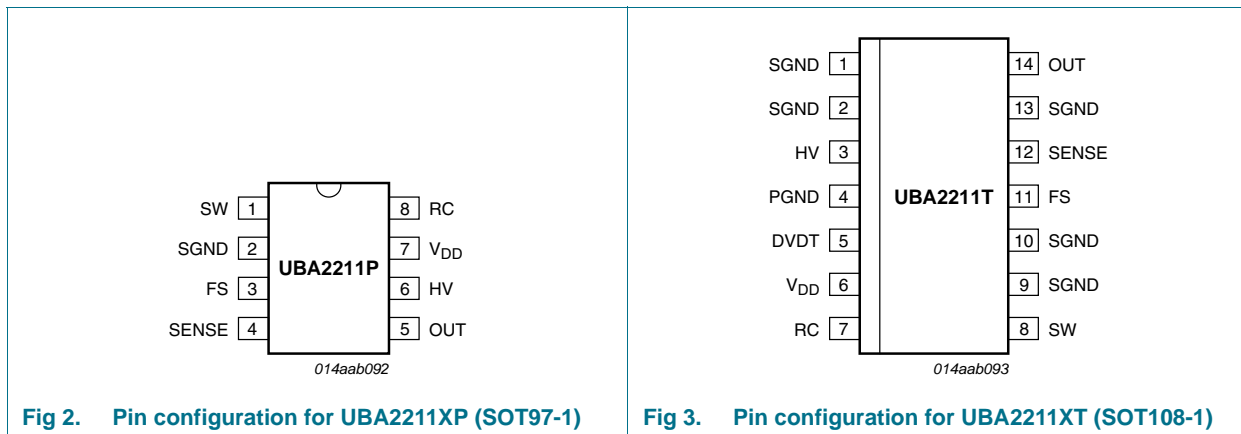 SW 1
8 RC
SGND 2
7 VDD
UBA2211P
FS 3
6 HV
SENSE 4
5 OUT
014aab092
Fig 2. Pin configuration for UBA2211XP (SOT97-1)
SGND 1
14 OUT
SGND 2
13 SGND
HV 3
12 SENSE
PGND 4
UBA2211T
11 FS
DVDT 5
10 SGND
VDD 6
9 SGND
RC 7
8 SW
014aab093
Fig 3. Pin configuration for UBA2211XT (SOT108-1)